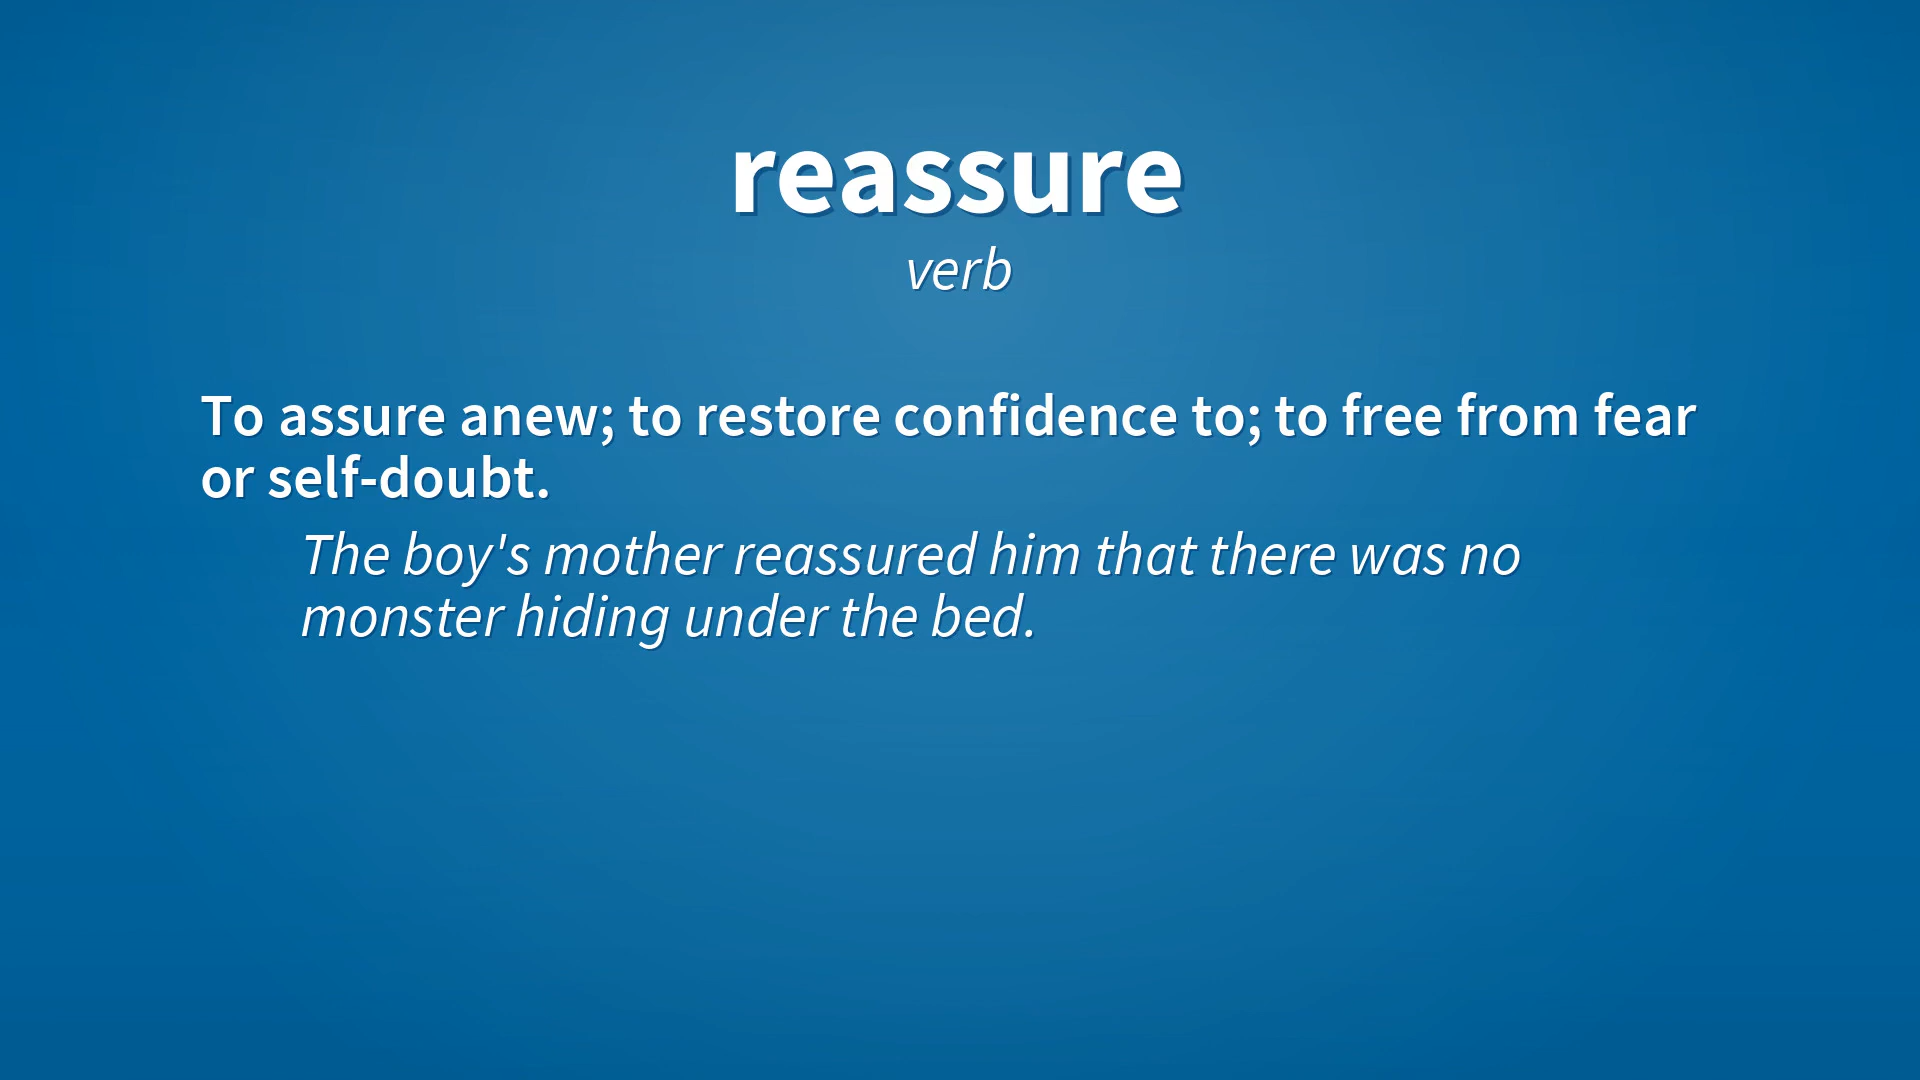 reassure
verb
To assure anew; to restore confidence to; to free from fear
or self-doubt.
The boy's mother reassured him that there was no
monster hiding under the bed.